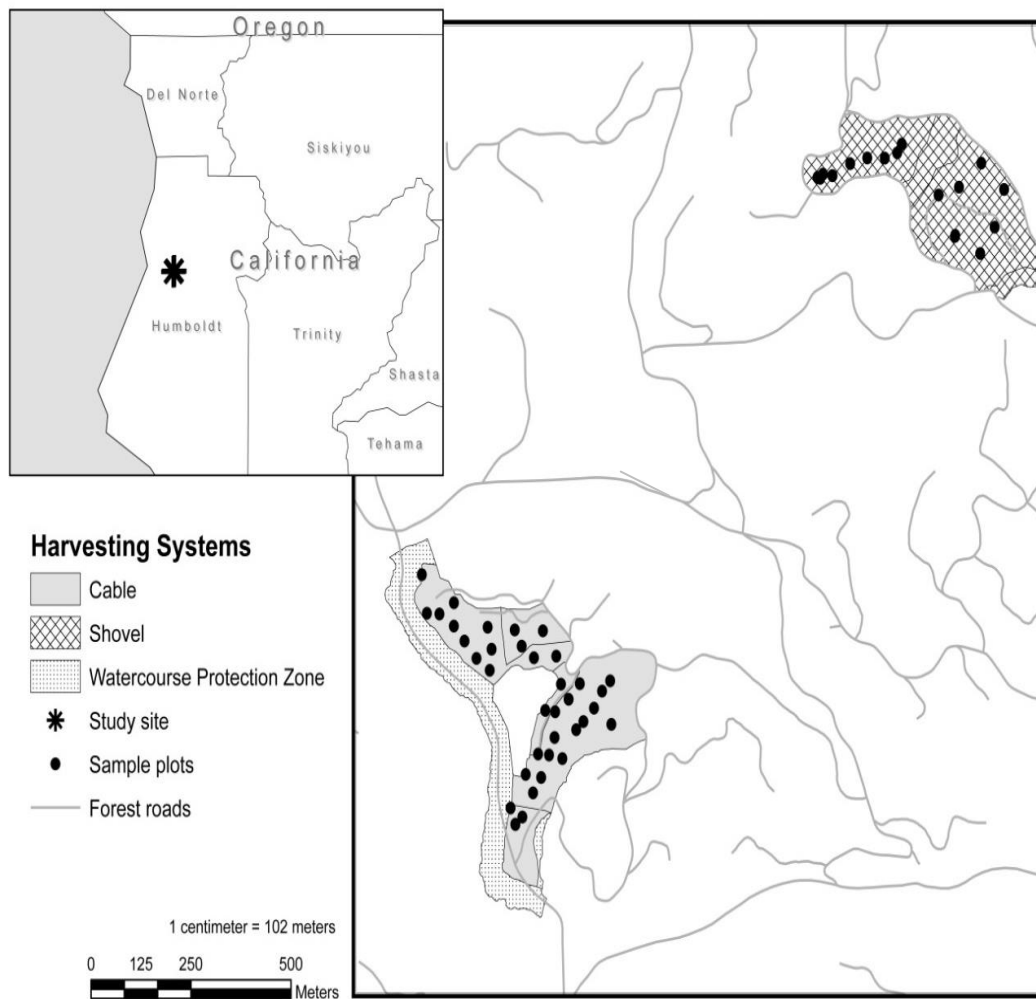 Oregon
Del Norte
Siskiyou
California
Humboldt
Trinity
Shasta
Tehama
Harvesting Systems
Cable
Shovel
Watercourse Protection Zone
Study site
Sample plots
Forest roads
1 centimeter = 102 meters
0 125 250 500
Meters